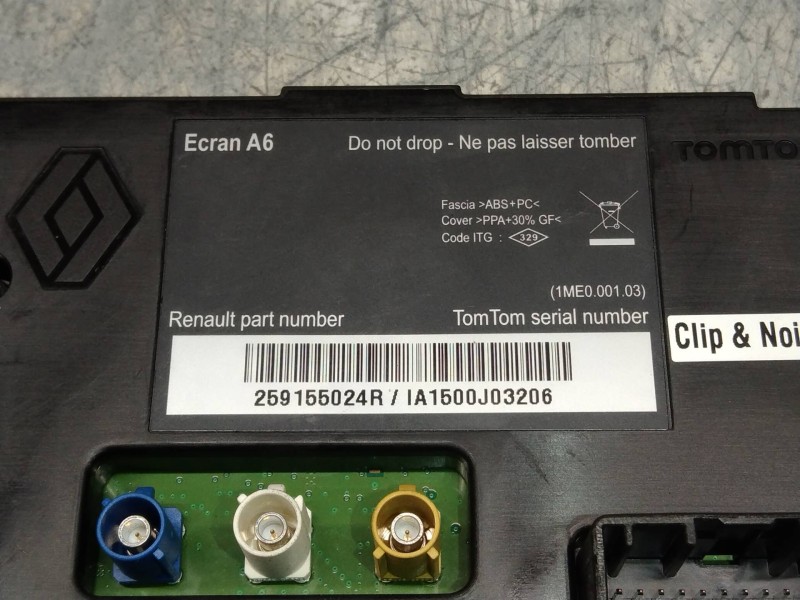 Ecran A6
Do not drop - Ne pas laisser tomber
TOMTO
Fascia >ABS+PC<
Cover >PPA+30% GF<
Code ITG : 329
(1ME0.001.03)
Renault part number
TomTom serial number
Clip & Noi
259155024R / IA1500J03206